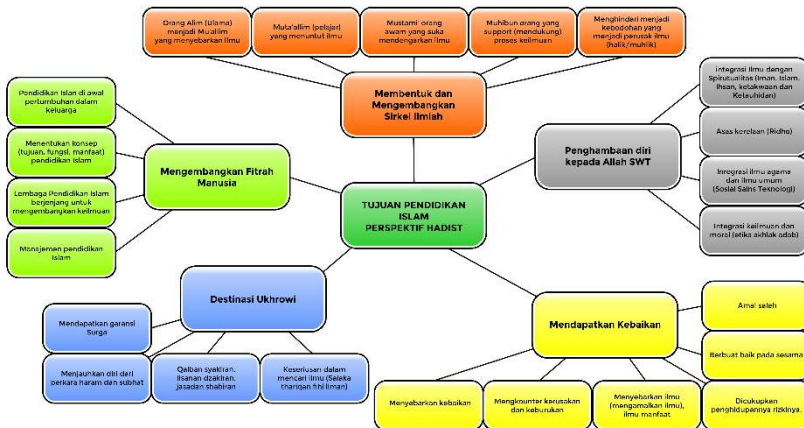 Orang Alim (Ulama)
menjadi Mu'allim
yang menyebarkan Ilmu
Muta'allim (pelajar)
yang menuntut ilmu
Mustami' orang
awam yang suka
mendengarkan ilmu
Muhibun orang yang
support (mendukung)
proses keilmuan
Menghindari menjadi
kebodohan yang
menjadi perusak ilmu
(halik/muhlik)
Membentuk dan
Mengembangkan
Sirkel Ilmiah
Pendidikan Islan di awal
pertumbuhan dalam
keluarga
Menentukan konsep
(tujuan, fungsi, manfaat)
pendidikan Islam
Lembaga Pendidikan Islam
berjenjang untuk
mengembangkan keilmuan
Manajemen pendidikan
Islam
Mengembangkan Fitrah
Manusia
TUJUAN PENDIDIKAN
ISLAM
PERSPEKTIF HADIST
Penghambaan diri
kepada Allah SWT
integrasi Ilmu dengan
Spirutualitas (Iman, Islam,
Ihsan, ketakwaan dan
Ketauhidan)
Asas kerelaan (Ridho)
Inregrasi ilmu agama
dan ilmu umum
(Sosial Sains Teknologi)
Integrasi keilmuan dan
moral (etika akhlak adab)
Destinasi Ukhrowi
Mendapatkan garansi
Surga
Menjauhkan diri dari
perkara haram dan subhat
Qalban syakiran,
lisanan dzakiran,
jasadan shabiran
Keseriusan dalam
mencari ilmu (Salaka
thariqan fihi liman)
Mendapatkan Kebaikan
Amal saleh
Berbuat baik pada sesama
Menyebarkan kebaikan
Mengkounter kerusakan
dan keburukan
Menyebarkan ilmu
(mengamalkan ilmu),
ilmu manfaat
Dicukupkan
penghidupannya rizkinya.